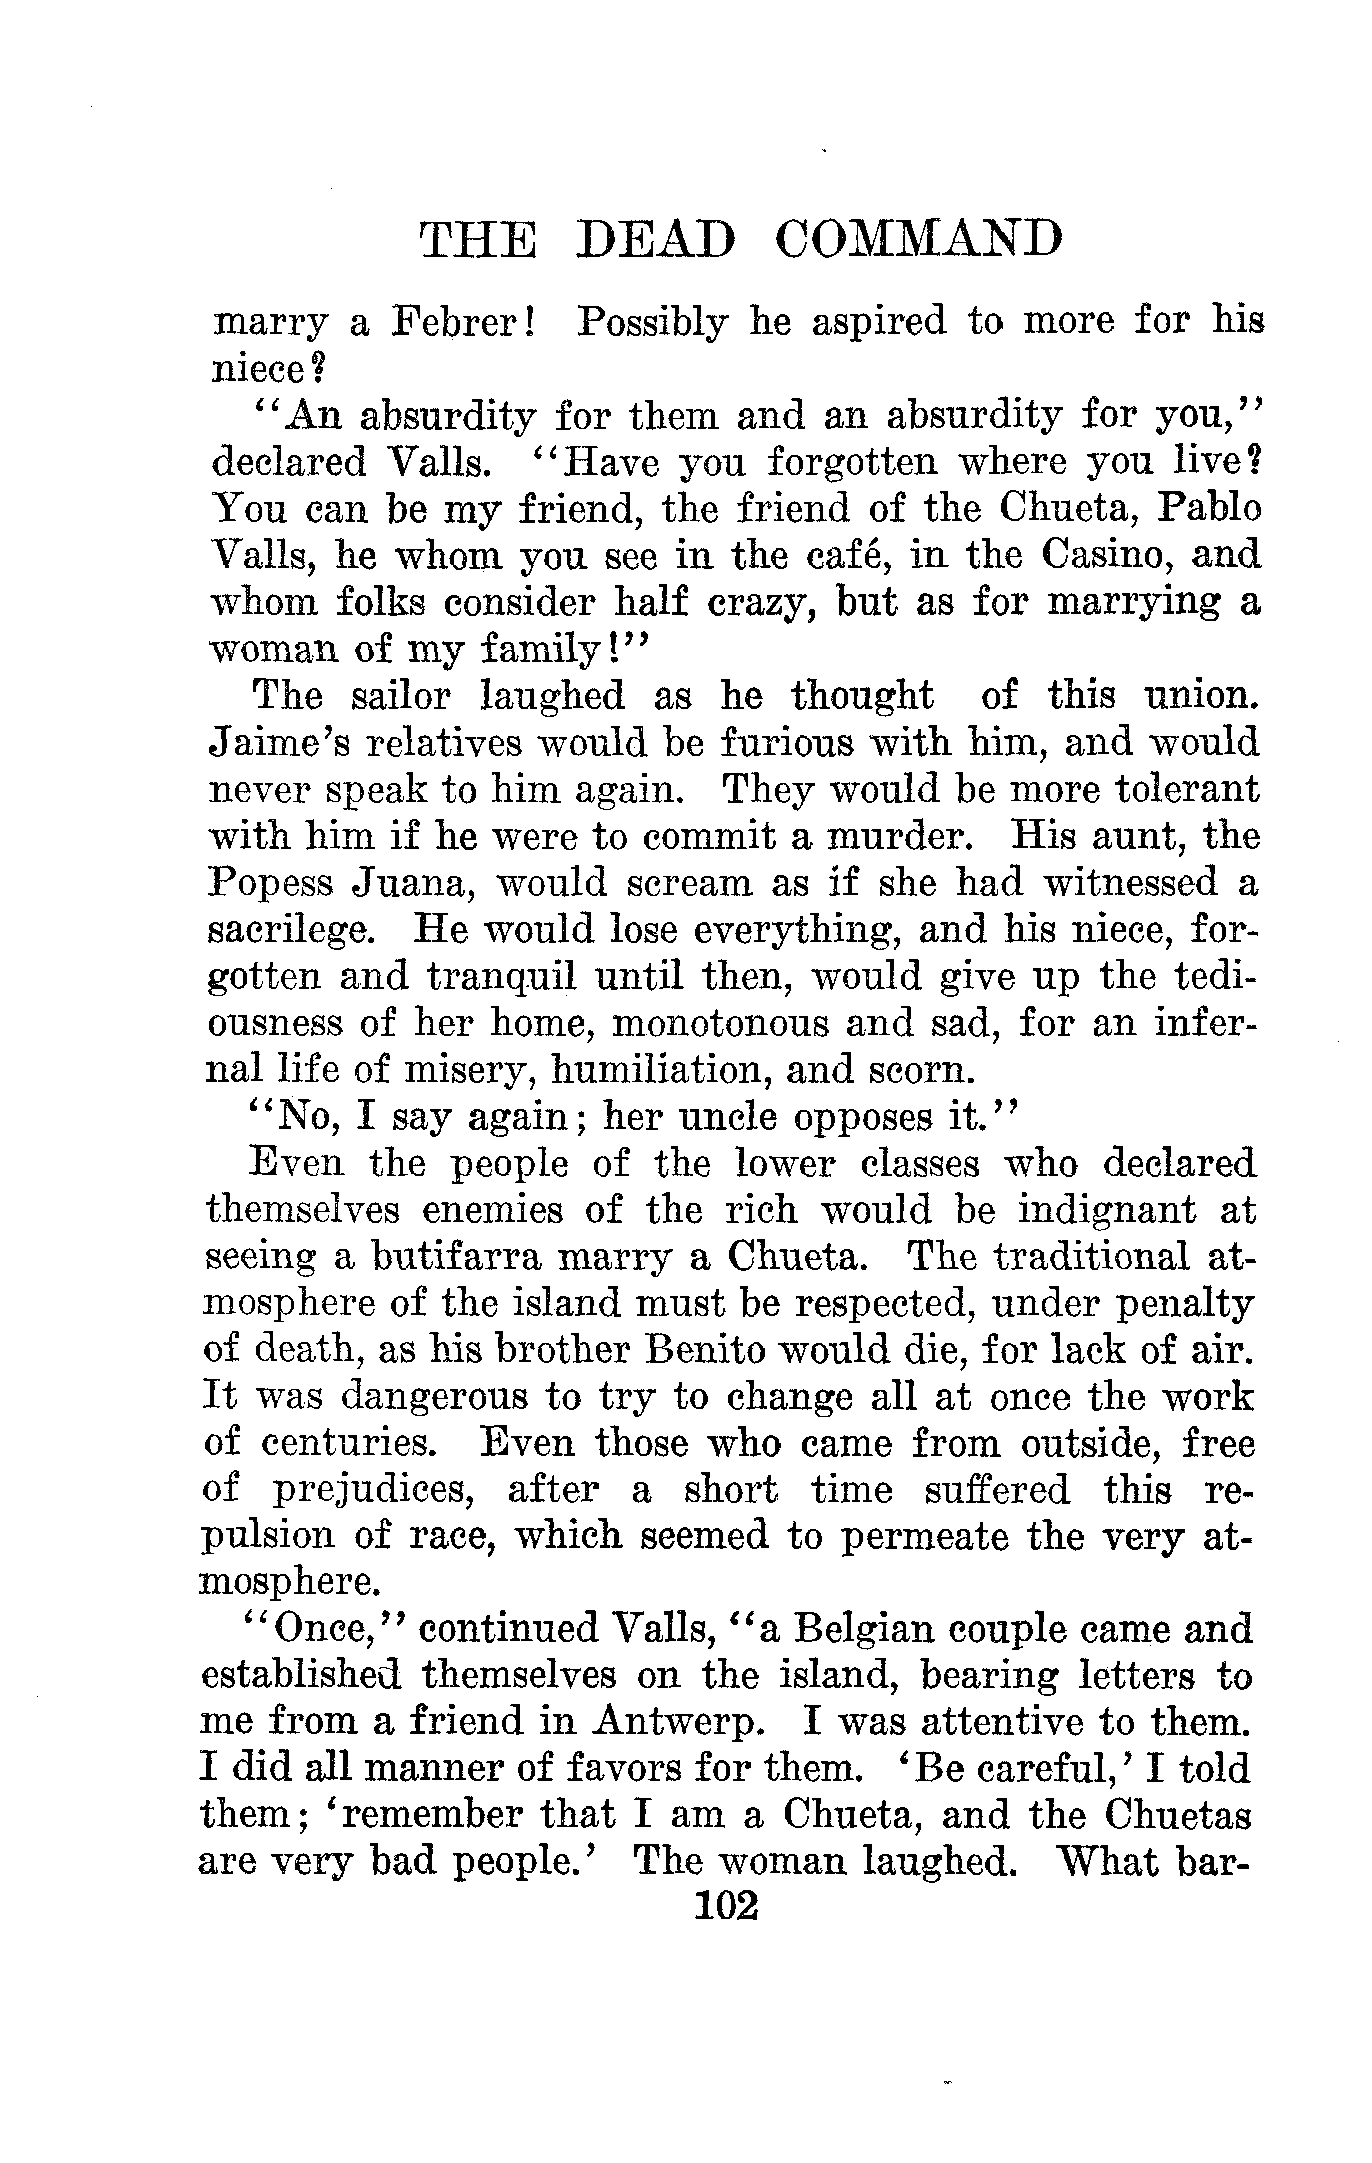 THE DEAD COMMAND
marry a Febrer! Possibly he aspired to more for his
niece?
"An absurdity for them and an absurdity for you,"
declared Valls. "Have you forgotten where you live?
You can be my friend, the friend of the Chueta, Pablo
Valls, he whom you see in the café, in the Casino, and
whom folks consider half crazy, but as for marrying a
woman of my family!"
The sailor laughed as he thought of this union.
Jaime's relatives would be furious with him, and would
never speak to him again. They would be more tolerant
with him if he were to commit a murder. His aunt, the
Popess Juana, would scream as if she had witnessed a
sacrilege. He would lose everything, and his niece, for-
gotten and tranquil until then, would give up the tedi-
ousness of her home, monotonous and sad, for an infer-
nal life of misery, humiliation, and scorn.
"No, I say again; her uncle opposes it."
Even the people of the lower classes who declared
themselves enemies of the rich would be indignant at
seeing a butifarra marry a Chueta. The traditional at-
mosphere of the island must be respected, under penalty
of death, as his brother Benito would die, for lack of air.
It was dangerous to try to change all at once the work
of centuries. Even those who came from outside, free
of prejudices, after a short time suffered this re-
pulsion of race, which seemed to permeate the very at-
mosphere.
"Once," continued Valls, "a Belgian couple came and
established themselves on the island, bearing letters to
me from a friend in Antwerp. I was attentive to them.
I did all manner of favors for them. 'Be careful,' I told
them; 'remember that I am a Chueta, and the Chuetas
are very bad people.' The woman laughed. What bar-
102